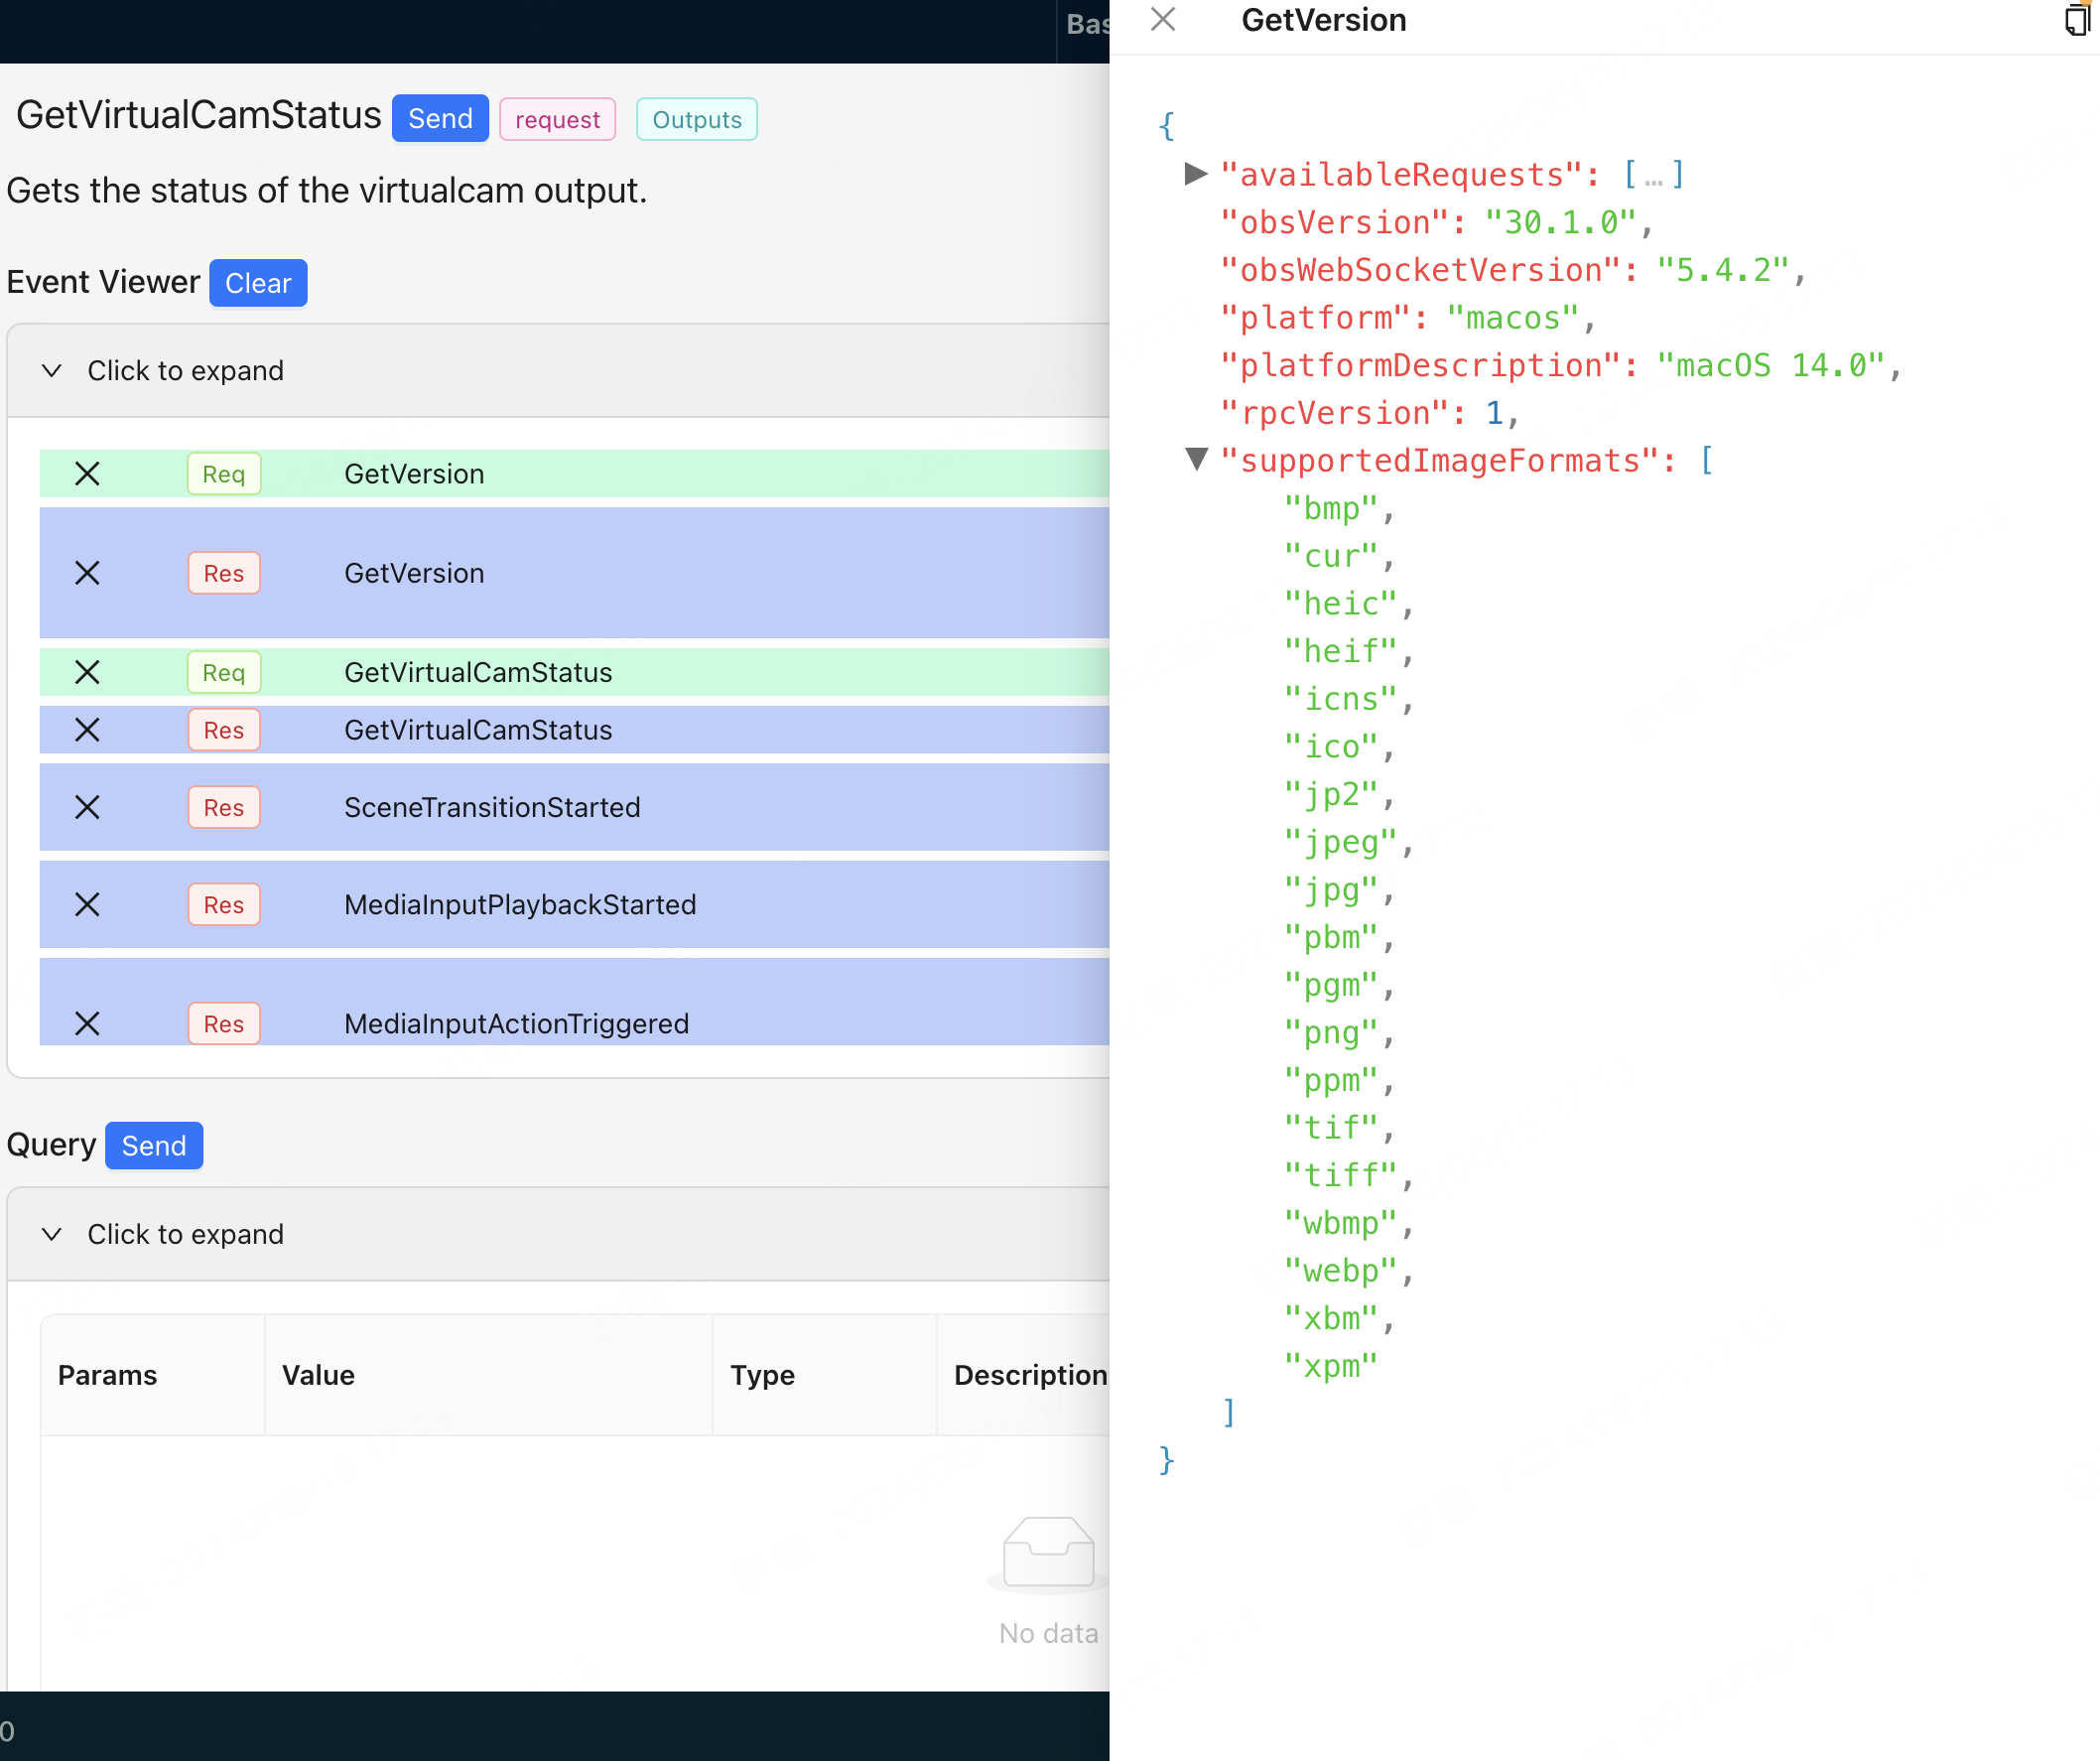 Bas
GetVirtualCamStatus Send request Outputs
Gets the status of the virtualcam output.
Event Viewer Clear
Click to expand
Req GetVersion
Res GetVersion
Req GetVirtualCamStatus
Res GetVirtualCamStatus
Res SceneTransitionStarted
Res MediaInputPlaybackStarted
Res MediaInputActionTriggered
Query Send
Click to expand
Params Value Type Description
No data
0
GetVersion
{
"availableRequests": [ … ]
"obsVersion": "30.1.0",
"obsWebSocketVersion": "5.4.2",
"platform": "macos",
"platformDescription": "macOS 14.0",
"rpcVersion": 1,
"supportedImageFormats": [
"bmp",
"cur",
"heic",
"heif",
"icns",
"ico",
"jp2",
"jpeg",
"jpg",
"pbm",
"pgm",
"png",
"ppm",
"tif",
"tiff",
"wbmp",
"webp",
"xbm",
"xpm"
]
}